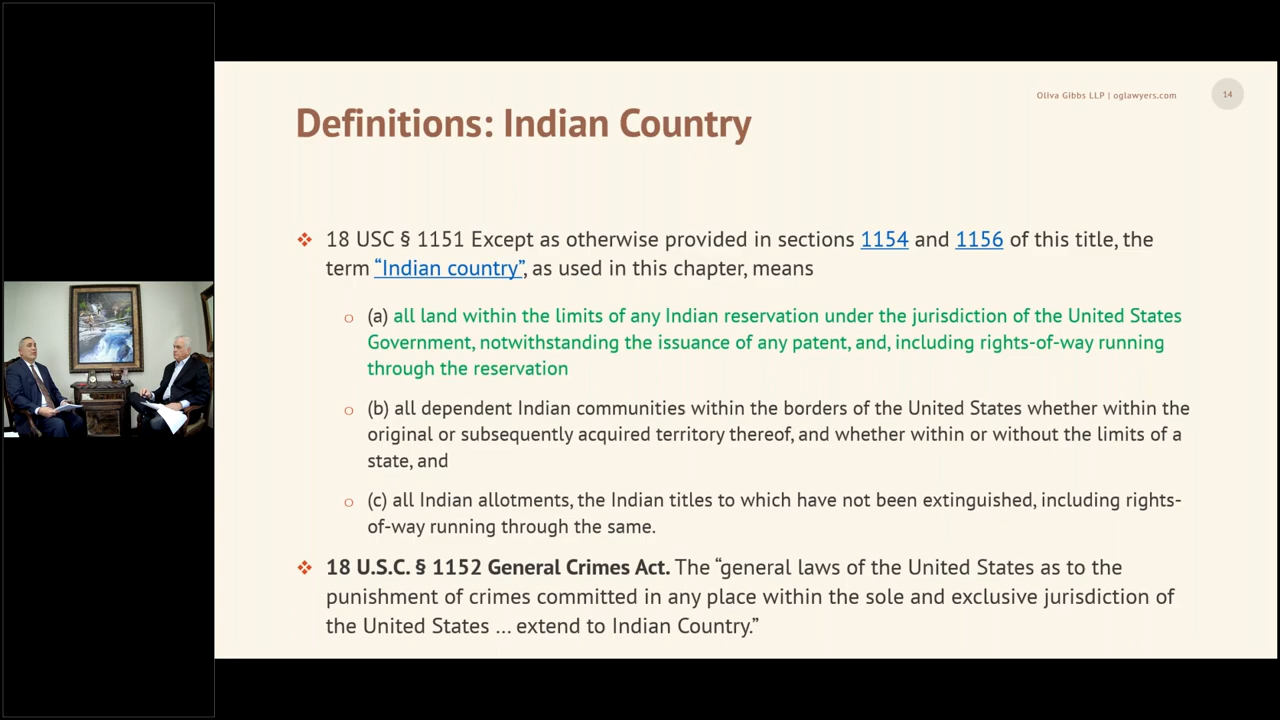 Oliva Gibbs LLP | oglawyers.com
14
Definitions: Indian Country
18 USC § 1151 Except as otherwise provided in sections 1154 and 1156 of this title, the
term “Indian country”, as used in this chapter, means
(a) all land within the limits of any Indian reservation under the jurisdiction of the United States
Government, notwithstanding the issuance of any patent, and, including rights-of-way running
through the reservation
(b) all dependent Indian communities within the borders of the United States whether within the
original or subsequently acquired territory thereof, and whether within or without the limits of a
state, and
(c) all Indian allotments, the Indian titles to which have not been extinguished, including rights-
of-way running through the same.
18 U.S.C. § 1152 General Crimes Act. The “general laws of the United States as to the
punishment of crimes committed in any place within the sole and exclusive jurisdiction of
the United States … extend to Indian Country.”